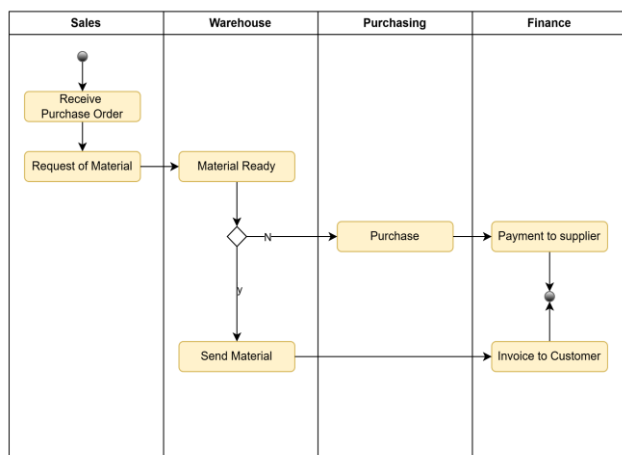 Sales
Warehouse
Purchasing
Finance
Receive
Purchase Order
Request of Material
Material Ready
N
Purchase
Payment to supplier
y
Send Material
Invoice to Customer